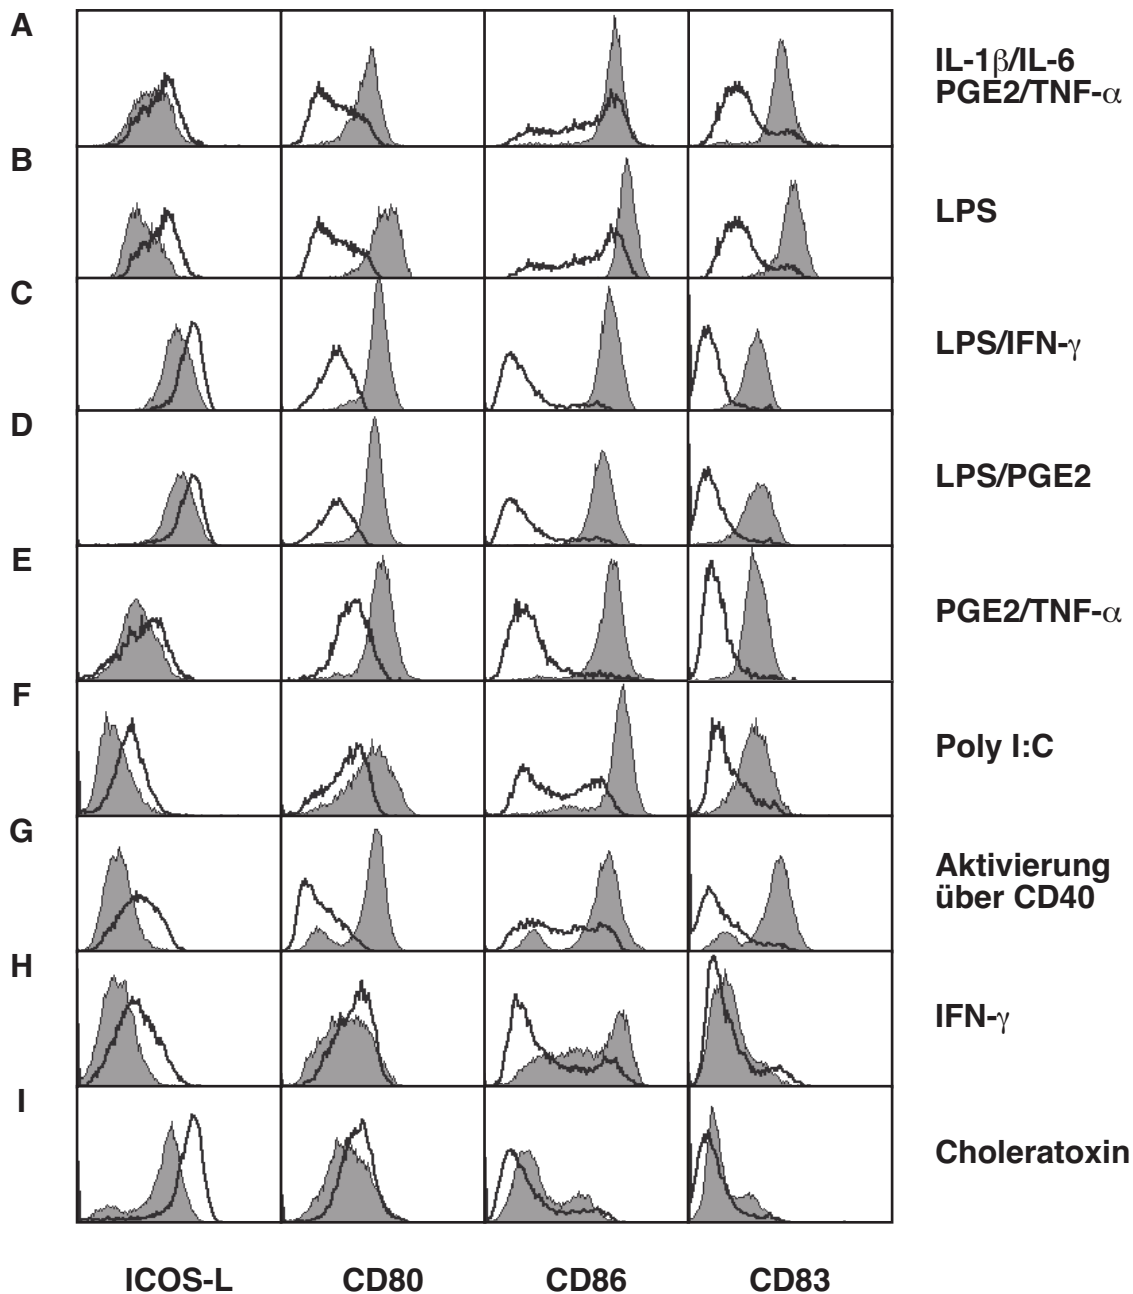 A
IL-1β/IL-6
PGE2/TNF-α
B
LPS
C
LPS/IFN-γ
D
LPS/PGE2
E
PGE2/TNF-α
F
Poly I:C
G
Aktivierung
über CD40
H
IFN-γ
I
Choleratoxin
ICOS-L CD80 CD86 CD83